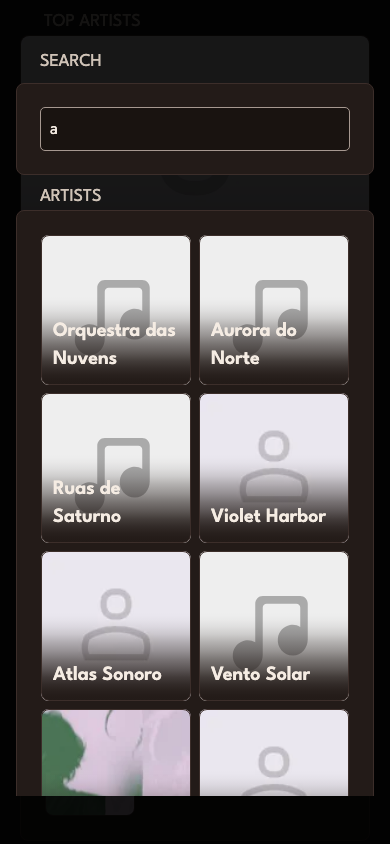 TOP ARTISTS
SEARCH
a
ARTISTS
Orquestra das
Nuvens
Aurora do
Norte
Ruas de
Saturno
Violet Harbor
Atlas Sonoro
Vento Solar